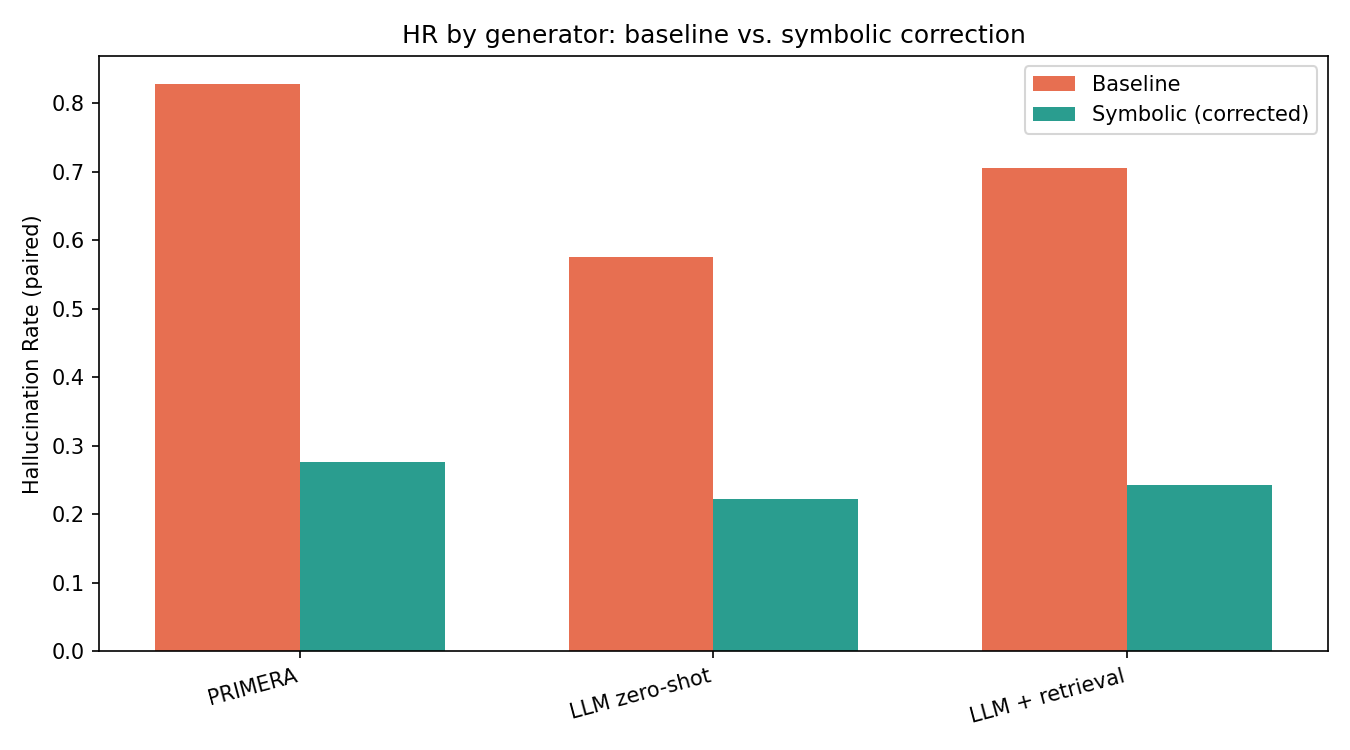 HR by generator: baseline vs. symbolic correction
Baseline
Symbolic (corrected)
Hallucination Rate (paired)
0.8
0.7
0.6
0.5
0.4
0.3
0.2
0.1
0.0
PRIMERA
LLM zero-shot
LLM + retrieval